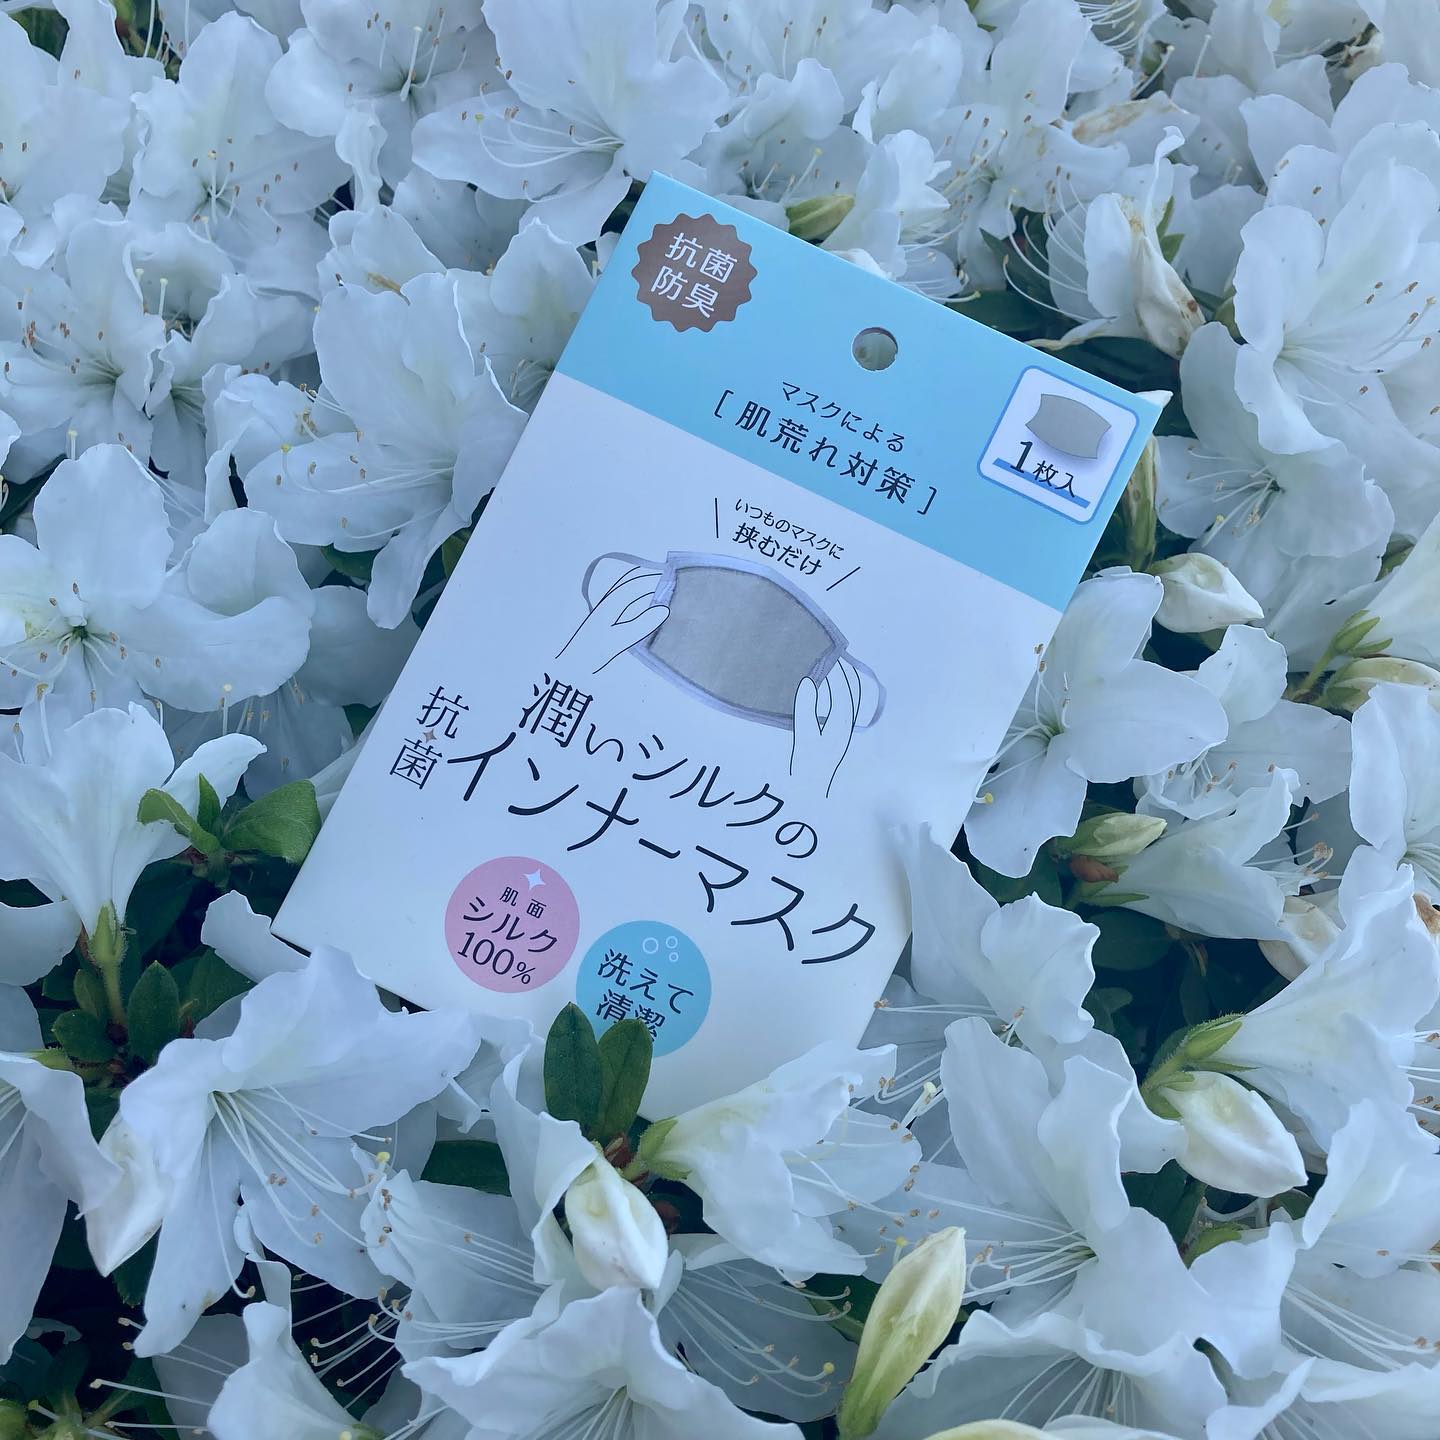 抗菌
防臭
マスクによる
[ 肌荒れ対策 ]
1枚入
いつものマスクに
挟むだけ
潤いシルクの
抗菌
インナーマスク
肌面
シルク
100%
洗えて
清潔